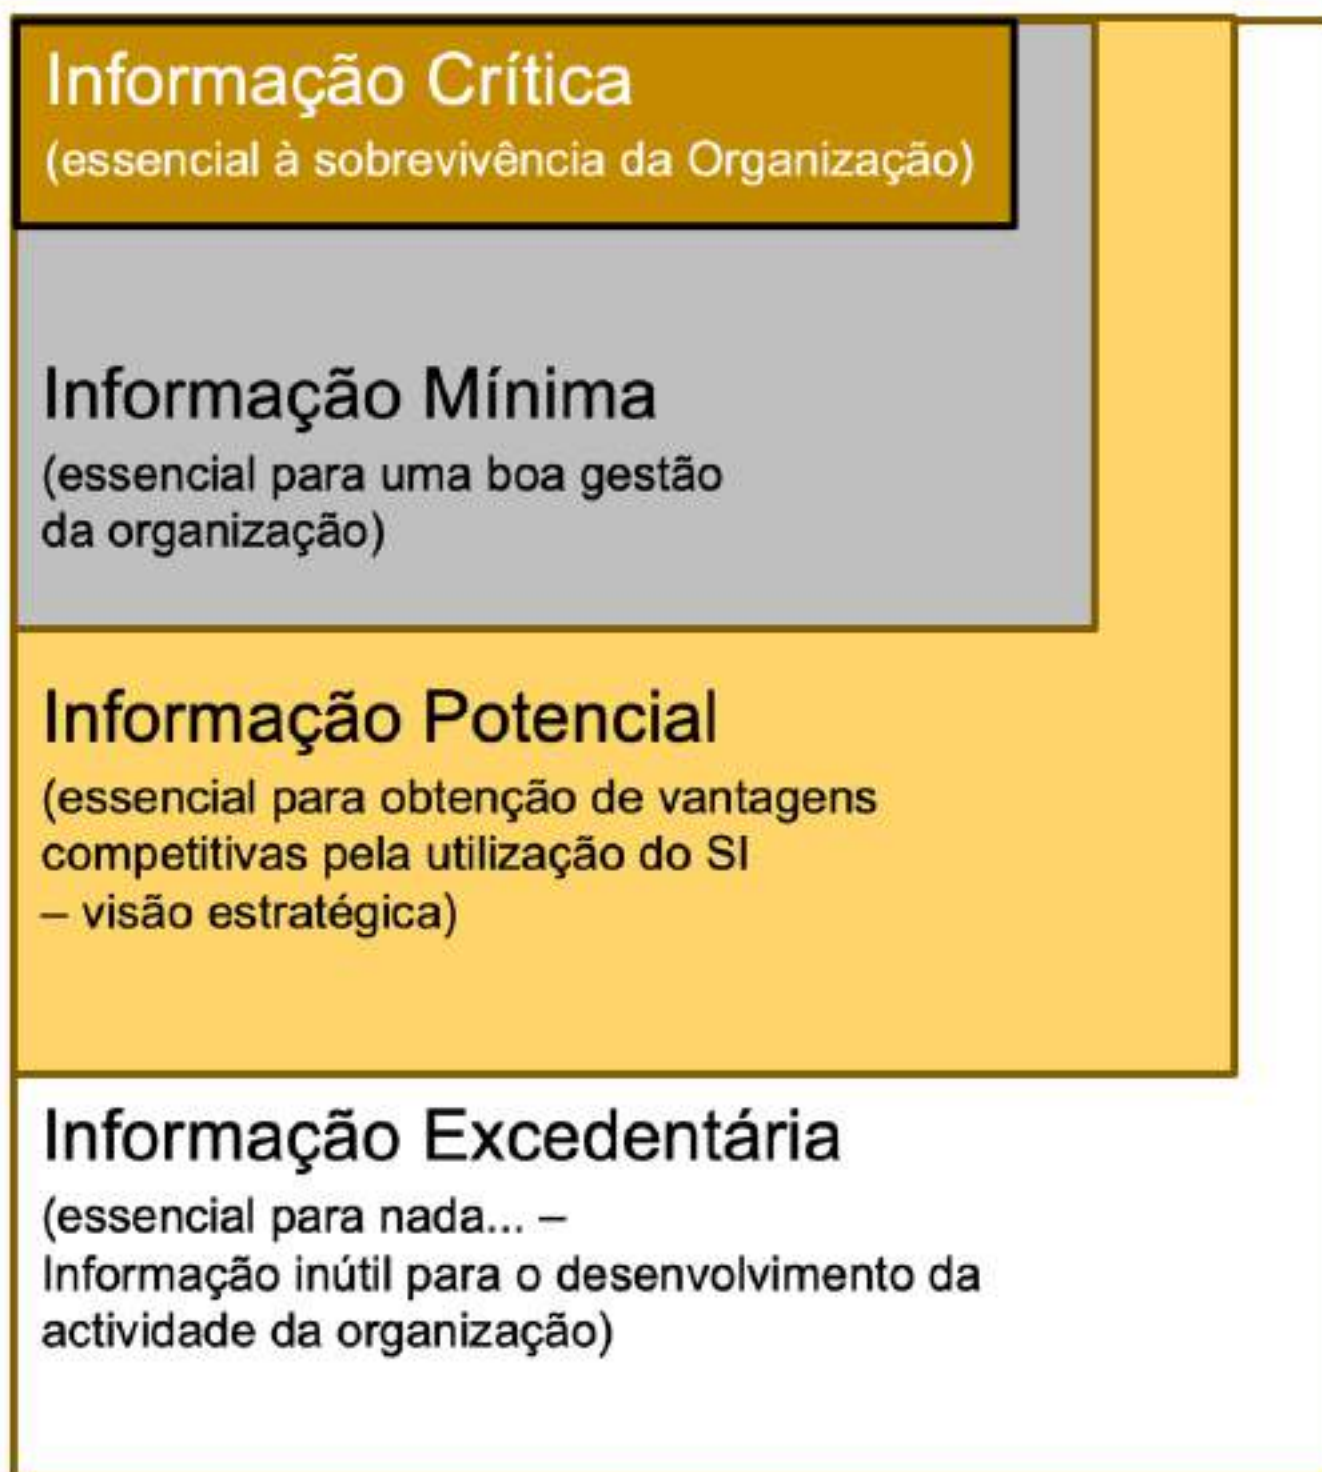 Informação Crítica
(essencial à sobrevivência da Organização)
Informação Mínima
(essencial para uma boa gestão
da organização)
Informação Potencial
(essencial para obtenção de vantagens
competitivas pela utilização do SI
– visão estratégica)
Informação Excedentária
(essencial para nada... –
Informação inútil para o desenvolvimento da
actividade da organização)